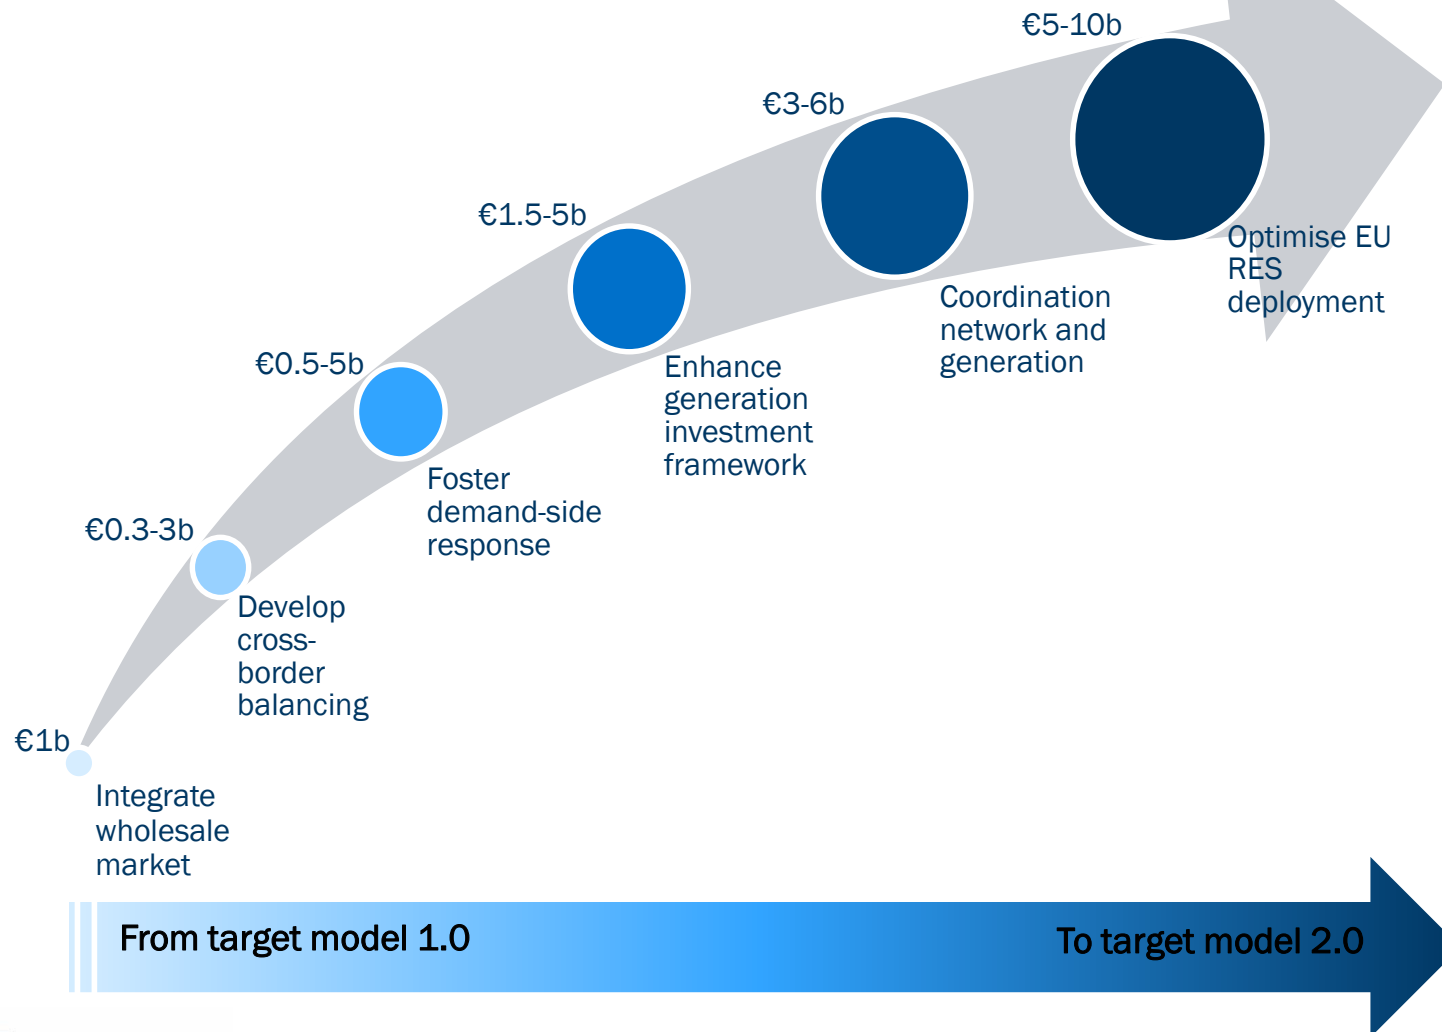 €5-10b
€3-6b
€1.5-5b
€0.5-5b
€0.3-3b
€1b
Optimise EU
RES
deployment
Coordination
network and
generation
Enhance
generation
investment
framework
Foster
demand-side
response
Develop
cross-
border
balancing
Integrate
wholesale
market
From target model 1.0
To target model 2.0